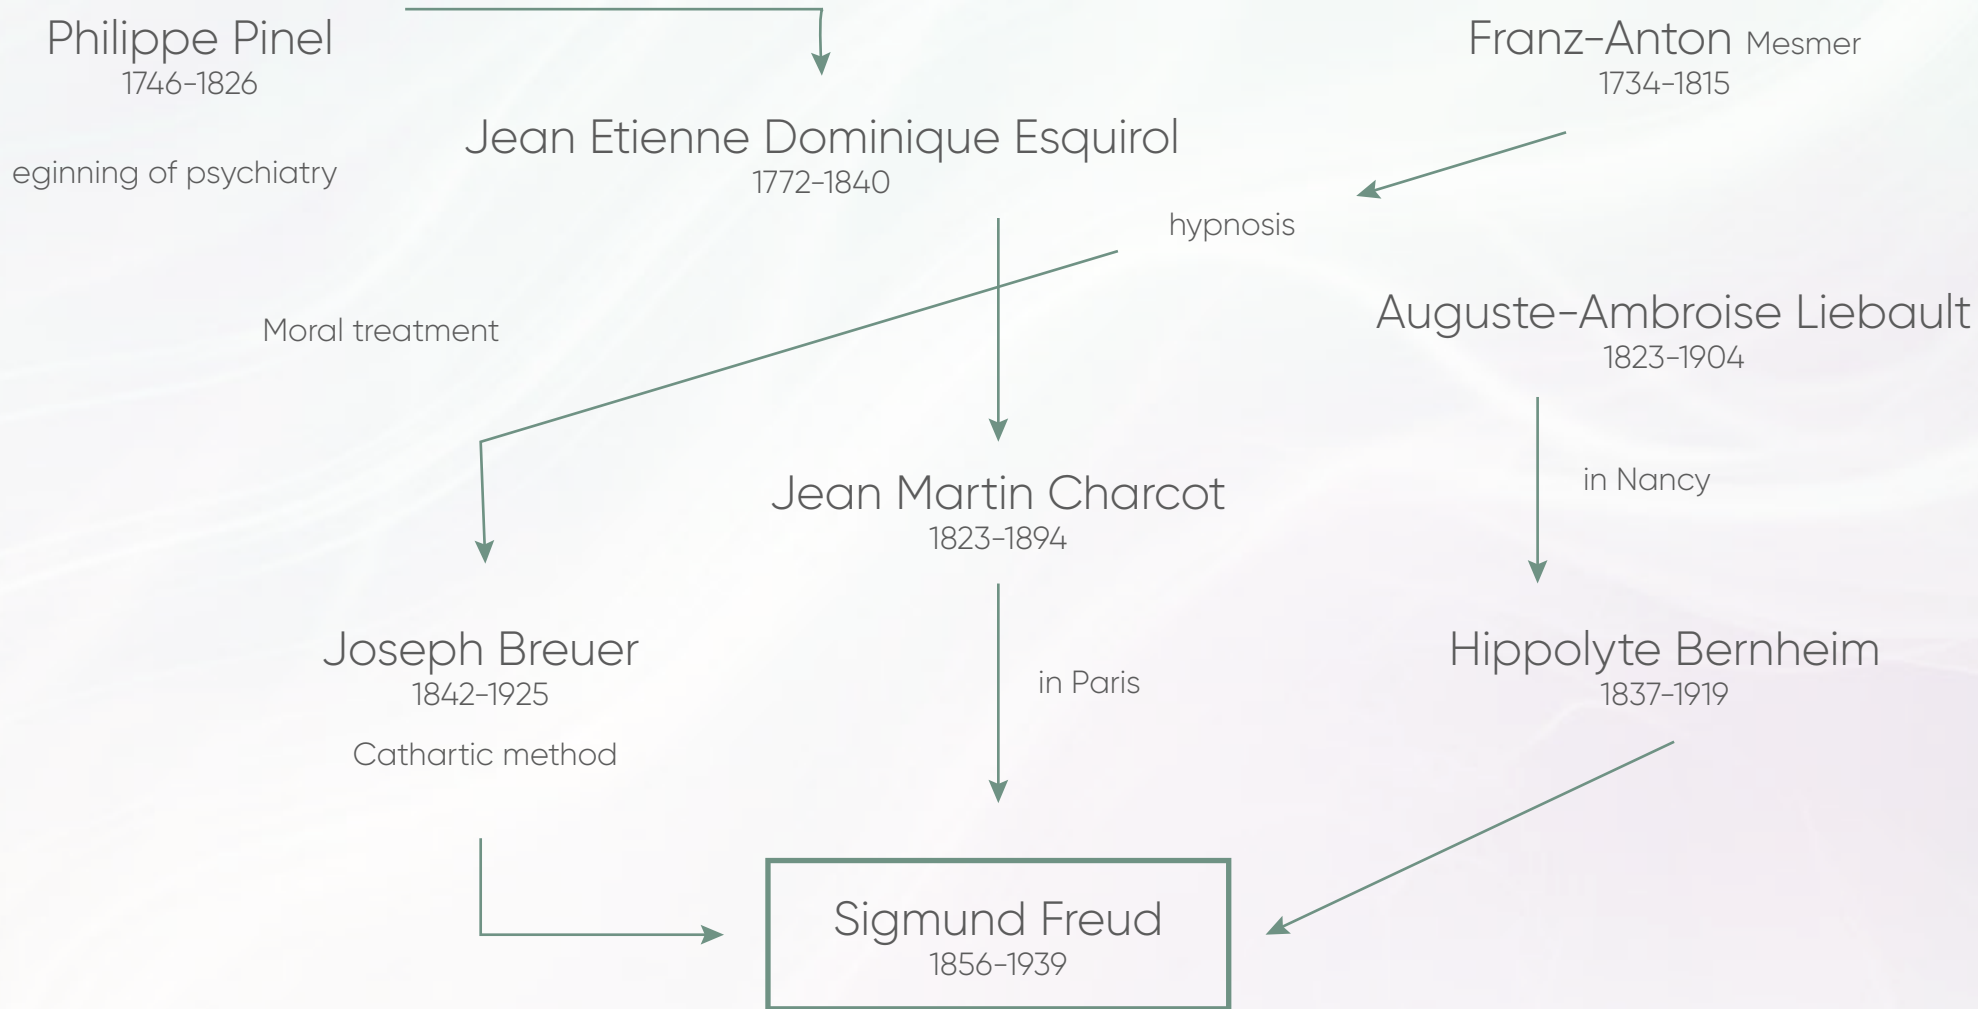 Philippe Pinel
1746-1826
eginning of psychiatry
Franz-Anton Mesmer
1734-1815
Jean Etienne Dominique Esquirol
1772-1840
hypnosis
Moral treatment
Auguste-Ambroise Liebault
1823-1904
in Nancy
Jean Martin Charcot
1823-1894
Joseph Breuer
1842-1925
Cathartic method
in Paris
Hippolyte Bernheim
1837-1919
Sigmund Freud
1856-1939